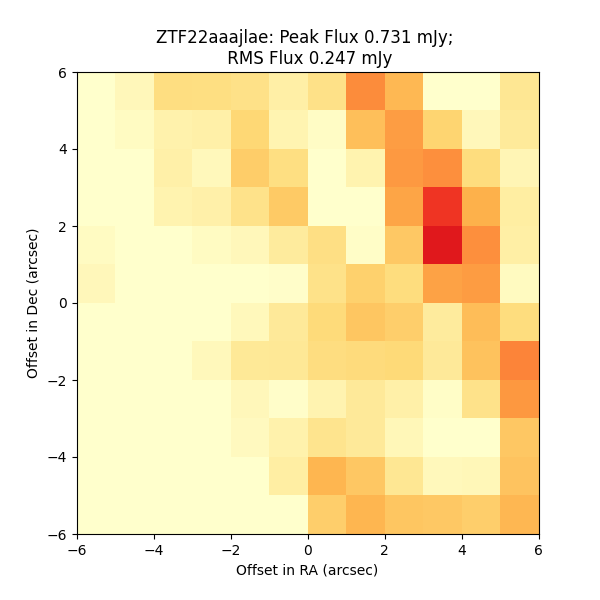 ZTF22aaajlae: Peak Flux 0.731 mJy;
RMS Flux 0.247 mJy
6
4
2
0
−2
−4
−6
Offset in Dec (arcsec)
−6 −4 −2 0 2 4 6
Offset in RA (arcsec)